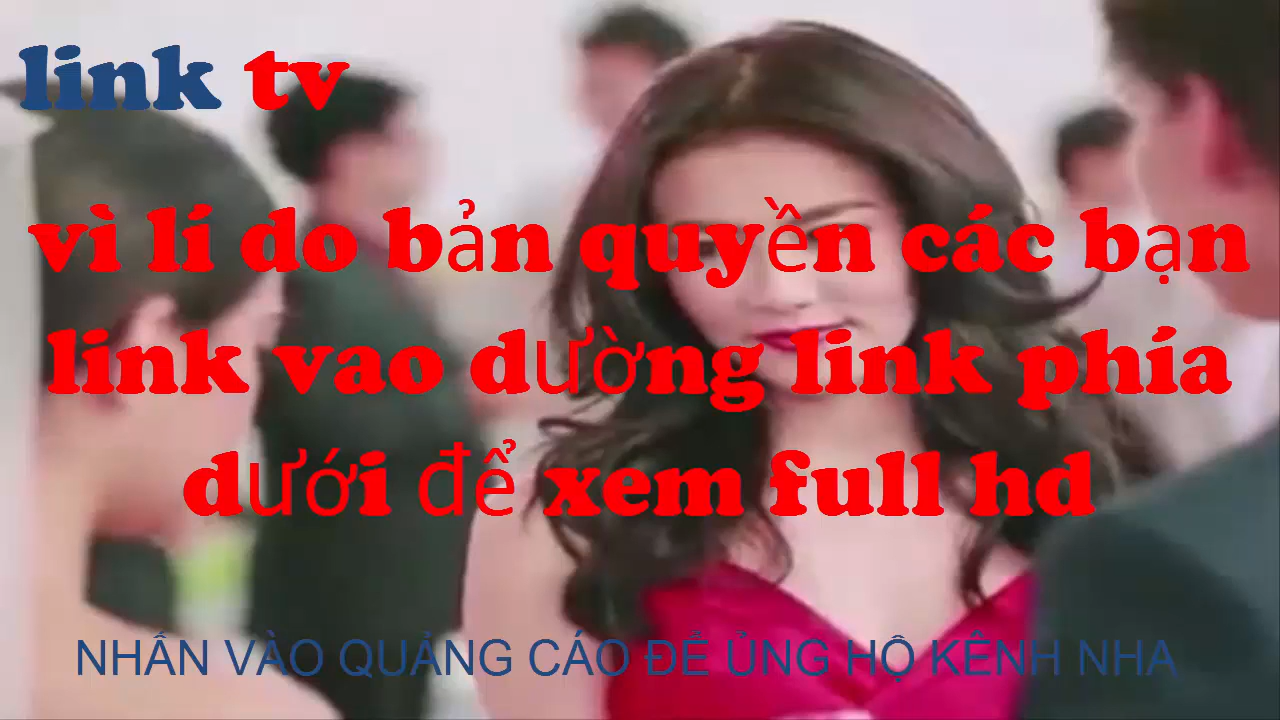 link tv
vì lí do bản quyền các bạn
link vao dường link phía
dưới để xem full hd
NHẤN VÀO QUẢNG CÁO ĐỂ ỦNG HỘ KÊNH NHA